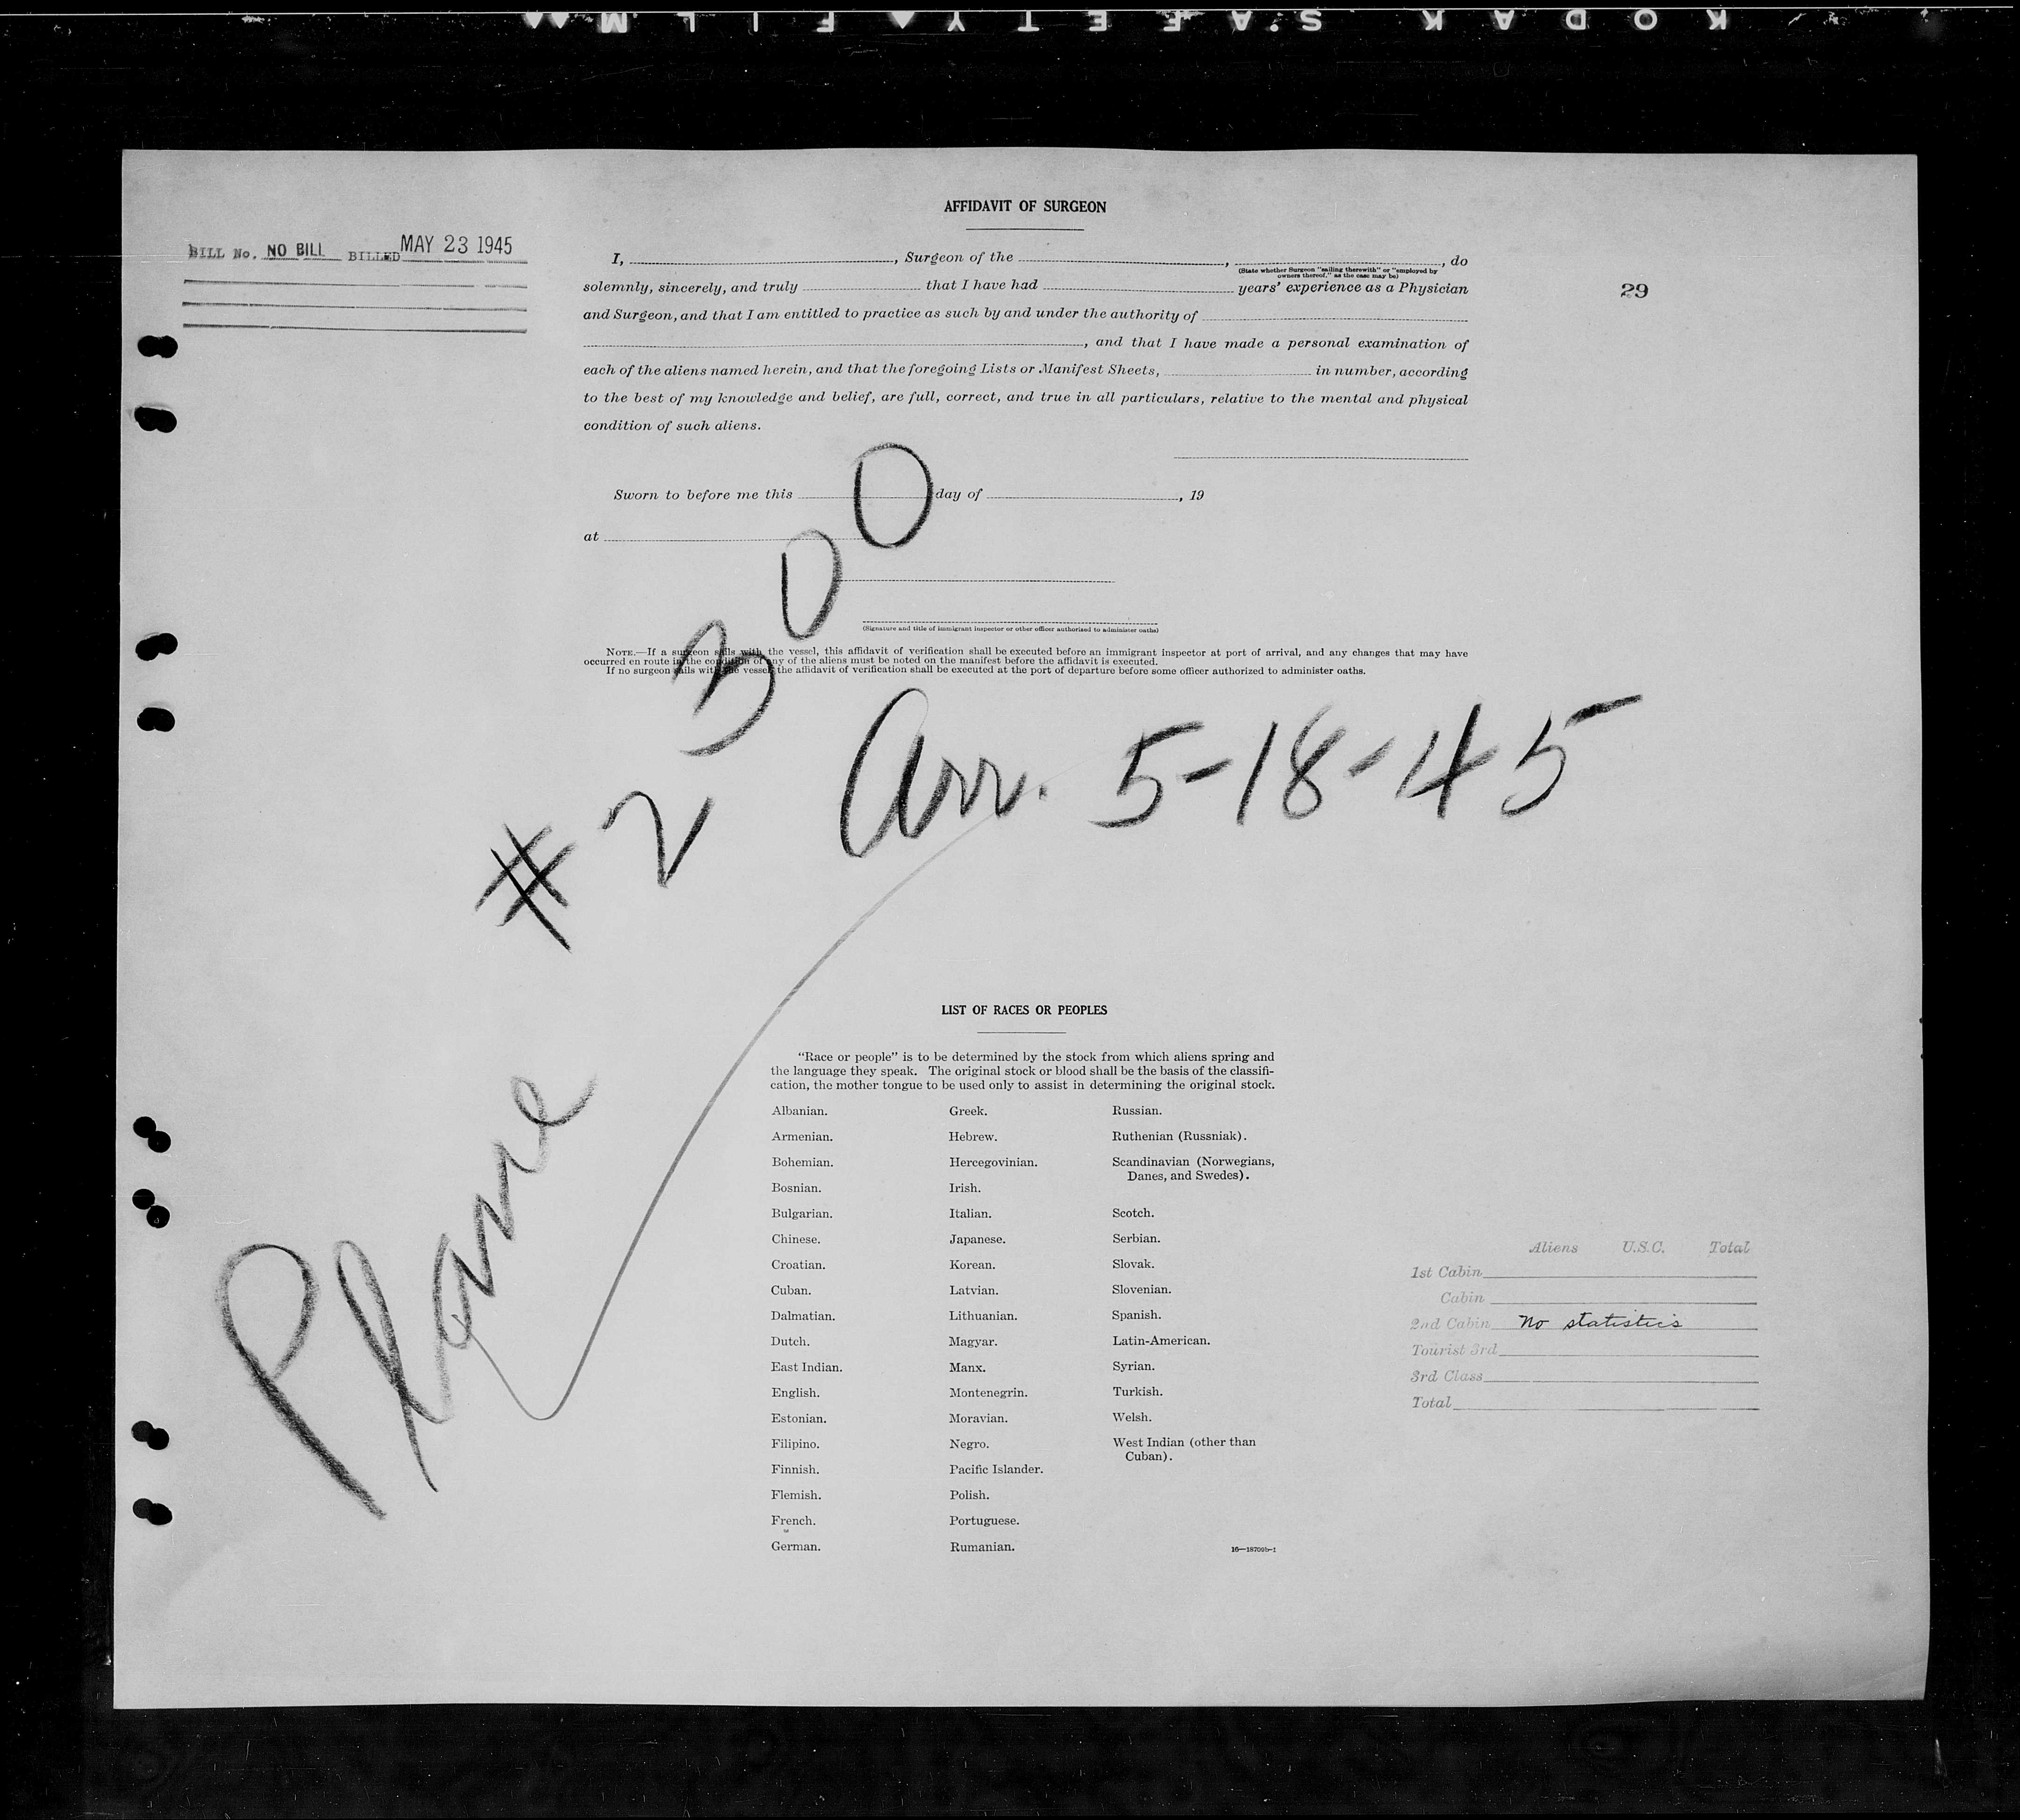 KODAK SAFETY FILM
AFFIDAVIT OF SURGEON
BILL No. NO BILL BILLED MAY 23 1945
I, , Surgeon of the , , do
(State whether Surgeon "sailing therewith" or "employed by
owners thereof," as the case may be)
solemnly, sincerely, and truly that I have had years' experience as a Physician
29
and Surgeon, and that I am entitled to practice as such by and under the authority of
, and that I have made a personal examination of
each of the aliens named herein, and that the foregoing Lists or Manifest Sheets, in number, according
to the best of my knowledge and belief, are full, correct, and true in all particulars, relative to the mental and physical
condition of such aliens.
Sworn to before me this day of , 19
at
(Signature and title of immigrant inspector or other officer authorized to administer oaths)
NOTE.—If a surgeon sails with the vessel, this affidavit of verification shall be executed before an immigrant inspector at port of arrival, and any changes that may have
occurred en route in the condition of any of the aliens must be noted on the manifest before the affidavit is executed.
If no surgeon sails with the vessel, the affidavit of verification shall be executed at the port of departure before some officer authorized to administer oaths.
Plane # 2300
Arr. 5-18-45
LIST OF RACES OR PEOPLES
"Race or people" is to be determined by the stock from which aliens spring and
the language they speak. The original stock or blood shall be the basis of the classifi-
cation, the mother tongue to be used only to assist in determining the original stock.
Albanian.
Armenian.
Bohemian.
Bosnian.
Bulgarian.
Chinese.
Croatian.
Cuban.
Dalmatian.
Dutch.
East Indian.
English.
Estonian.
Filipino.
Finnish.
Flemish.
French.
German.
Greek.
Hebrew.
Hercegovinian.
Irish.
Italian.
Japanese.
Korean.
Latvian.
Lithuanian.
Magyar.
Manx.
Montenegrin.
Moravian.
Negro.
Pacific Islander.
Polish.
Portuguese.
Rumanian.
Russian.
Ruthenian (Russniak).
Scandinavian (Norwegians,
Danes, and Swedes).
Scotch.
Serbian.
Slovak.
Slovenian.
Spanish.
Latin-American.
Syrian.
Turkish.
Welsh.
West Indian (other than
Cuban).
16—18709b-1
Aliens U.S.C. Total
1st Cabin
Cabin
2nd Cabin No statistics
Tourist 3rd
3rd Class
Total